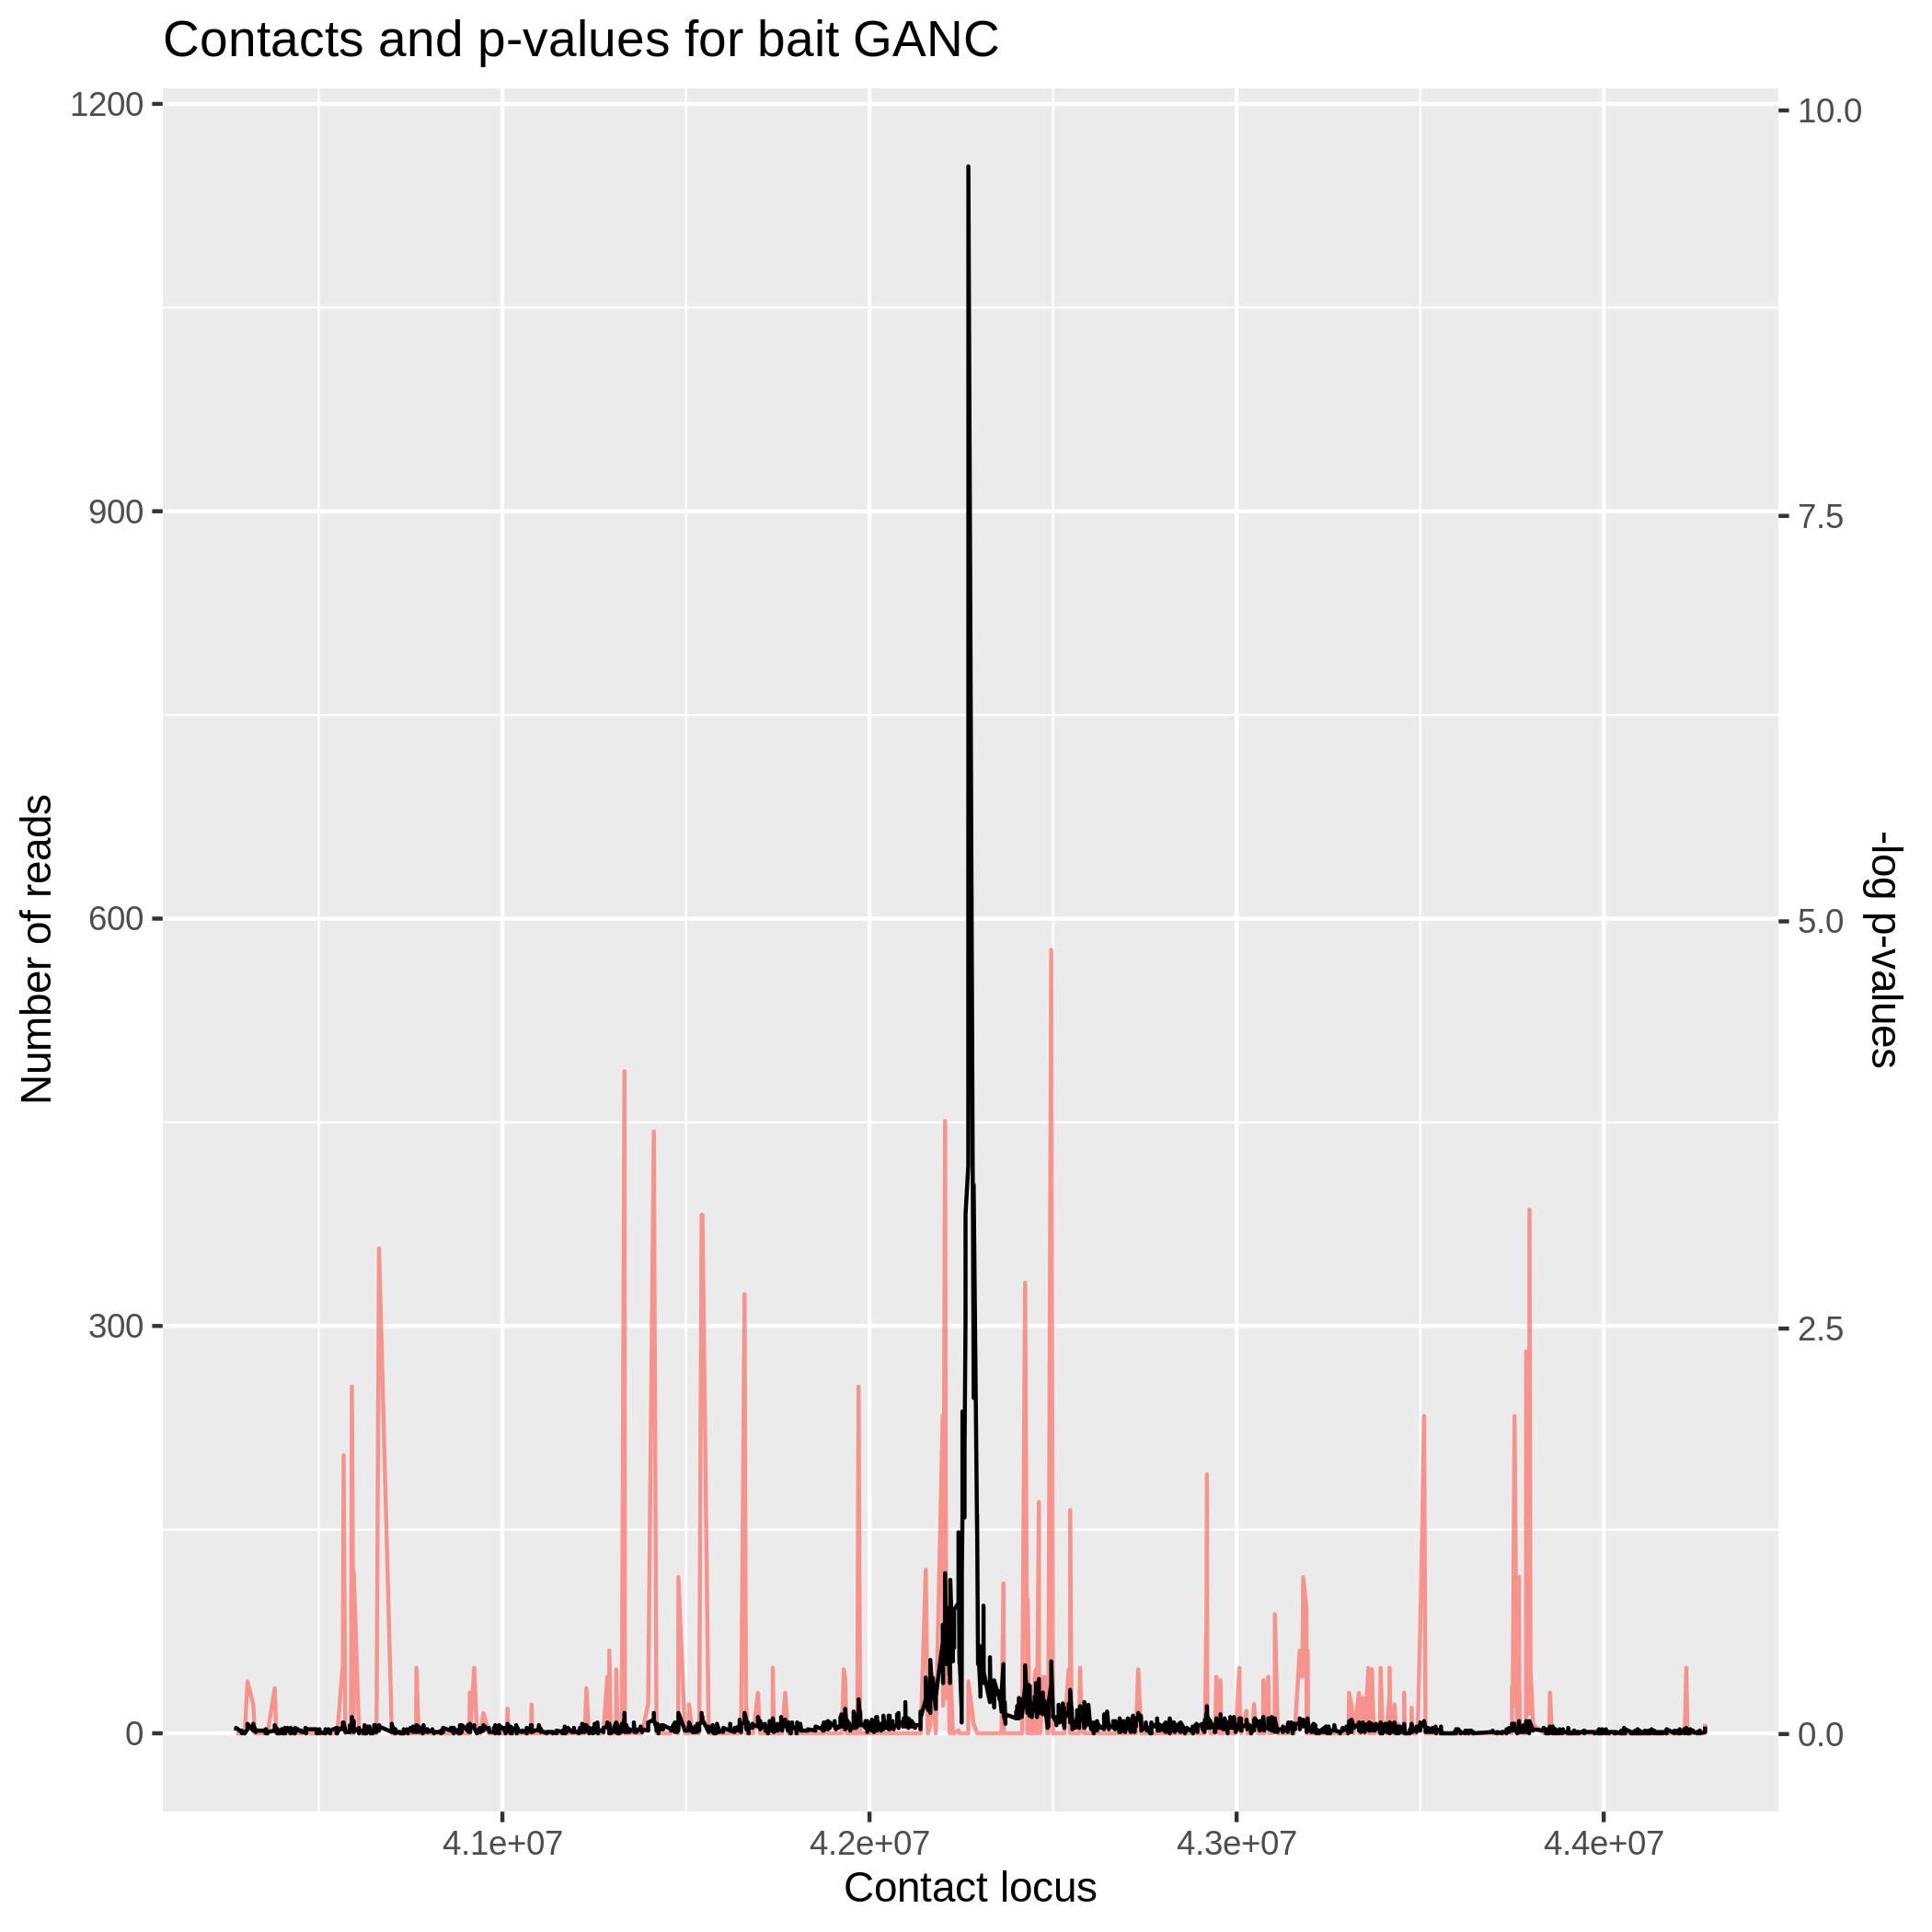 Contacts and p-values for bait GANC
1200
900
600
300
0
Number of reads
10.0
7.5
5.0
2.5
0.0
-log p-values
4.1e+07
4.2e+07
4.3e+07
4.4e+07
Contact locus